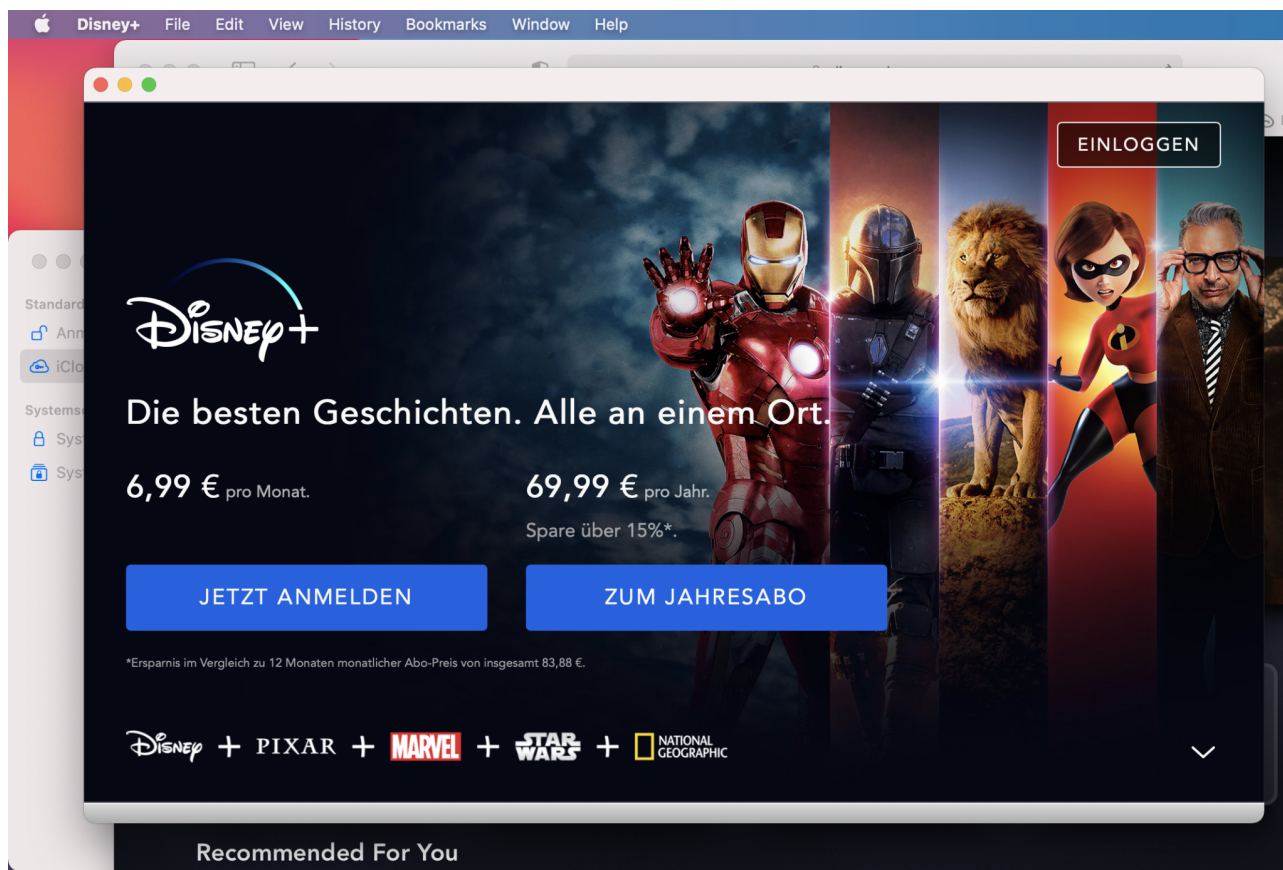 Disney+ File Edit View History Bookmarks Window Help
EINLOGGEN
Standard
iClo
Disney+
Die besten Geschichten. Alle an einem Ort.
6,99 € pro Monat.
69,99 € pro Jahr.
Spare über 15%*.
JETZT ANMELDEN
ZUM JAHRESABO
*Ersparnis im Vergleich zu 12 Monaten monatlicher Abo-Preis von insgesamt 83,88 €.
Systems
Sys
Sys
DISNEY + PIXAR + MARVEL + STAR WARS + NATIONAL GEOGRAPHIC
Recommended For You